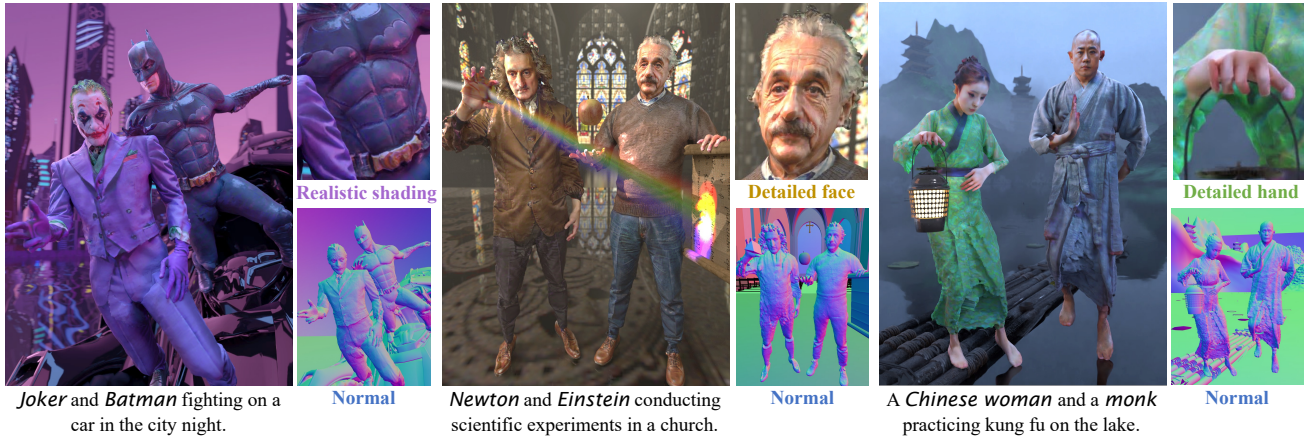 Realistic shading
Normal
Joker and Batman fighting on a
car in the city night.
Detailed face
Normal
Newton and Einstein conducting
scientific experiments in a church.
Detailed hand
Normal
A Chinese woman and a monk
practicing kung fu on the lake.